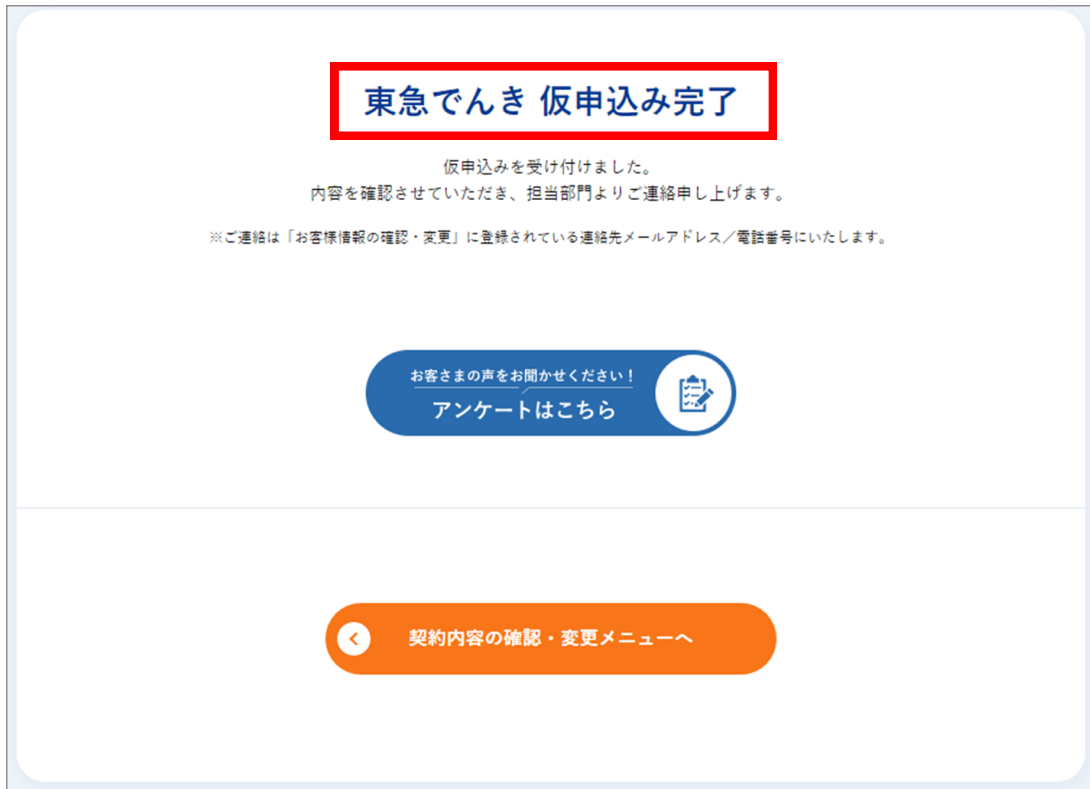 東急でんき 仮申込み完了
仮申込みを受け付けました。
内容を確認させていただき、担当部門よりご連絡申し上げます。
※ご連絡は「お客様情報の確認・変更」に登録されている連絡先メールアドレス／電話番号にいたします。
お客さまの声をお聞かせください！
アンケートはこちら
契約内容の確認・変更メニューへ